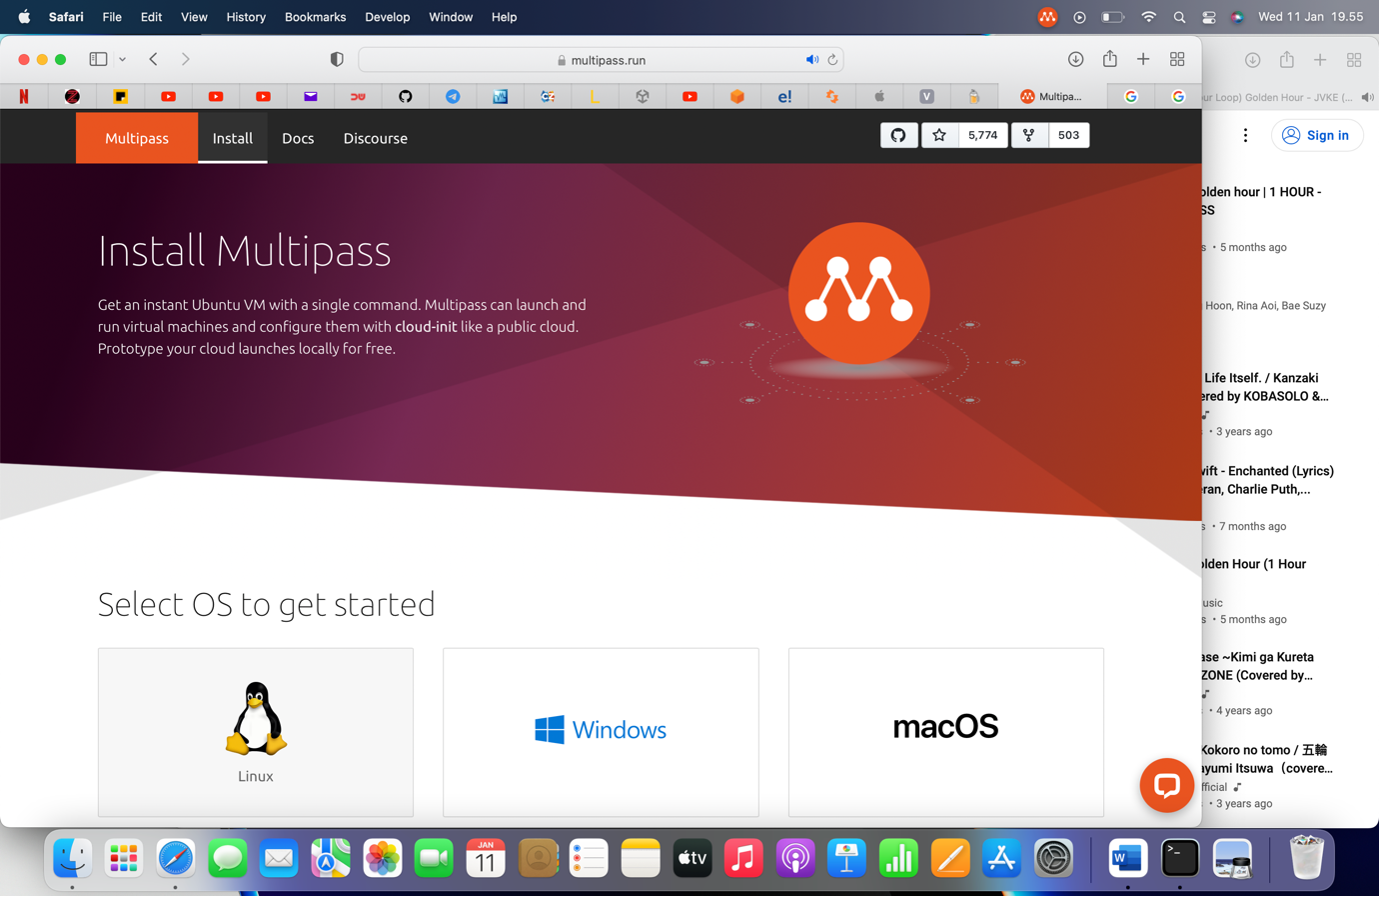 Safari File Edit View History Bookmarks Develop Window Help
Wed 11 Jan 19.55
multipass.run
Multipa...
ur Loop) Golden Hour - JVKE (...
Multipass Install Docs Discourse
5,774 503
Sign in
Install Multipass
Get an instant Ubuntu VM with a single command. Multipass can launch and
run virtual machines and configure them with cloud-init like a public cloud.
Prototype your cloud launches locally for free.
Select OS to get started
Linux
Windows
macOS
olden hour | 1 HOUR -
SS
s • 5 months ago
Hoon, Rina Aoi, Bae Suzy
Life Itself. / Kanzaki
ered by KOBASOLO &...
• 3 years ago
wift - Enchanted (Lyrics)
eran, Charlie Puth,...
s • 7 months ago
olden Hour (1 Hour
usic
s • 5 months ago
ase ~Kimi ga Kureta
ZONE (Covered by...
• 4 years ago
Kokoro no tomo / 五輪
ayumi Itsuwa（covere...
fficial
• 3 years ago
JAN
11
tv
W
>_